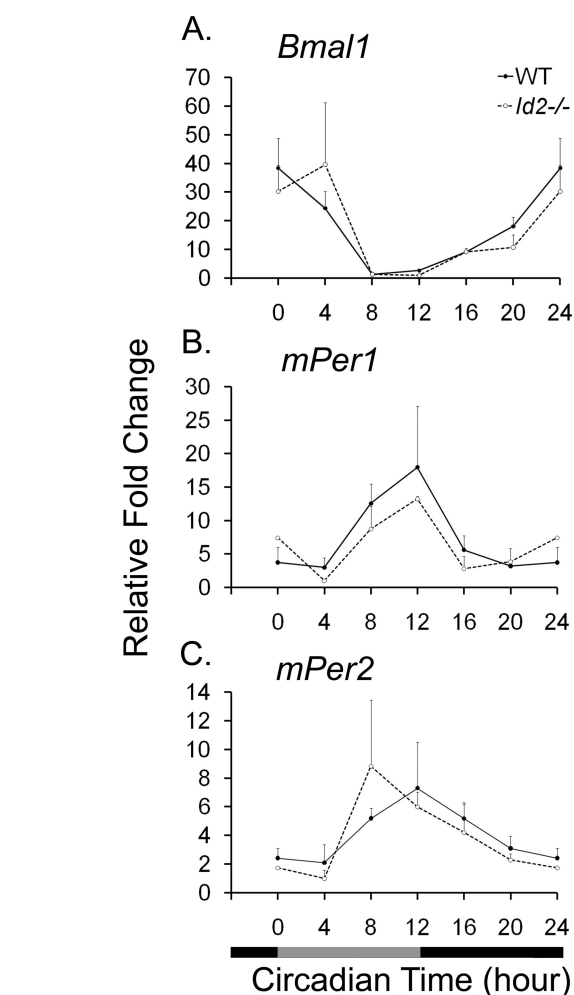 A.
Bmal1
WT
Id2-/-
70
60
50
40
30
20
10
0
0 4 8 12 16 20 24
B.
mPer1
30
25
20
15
10
5
0
0 4 8 12 16 20 24
Relative Fold Change
C.
mPer2
14
12
10
8
6
4
2
0
0 4 8 12 16 20 24
Circadian Time (hour)